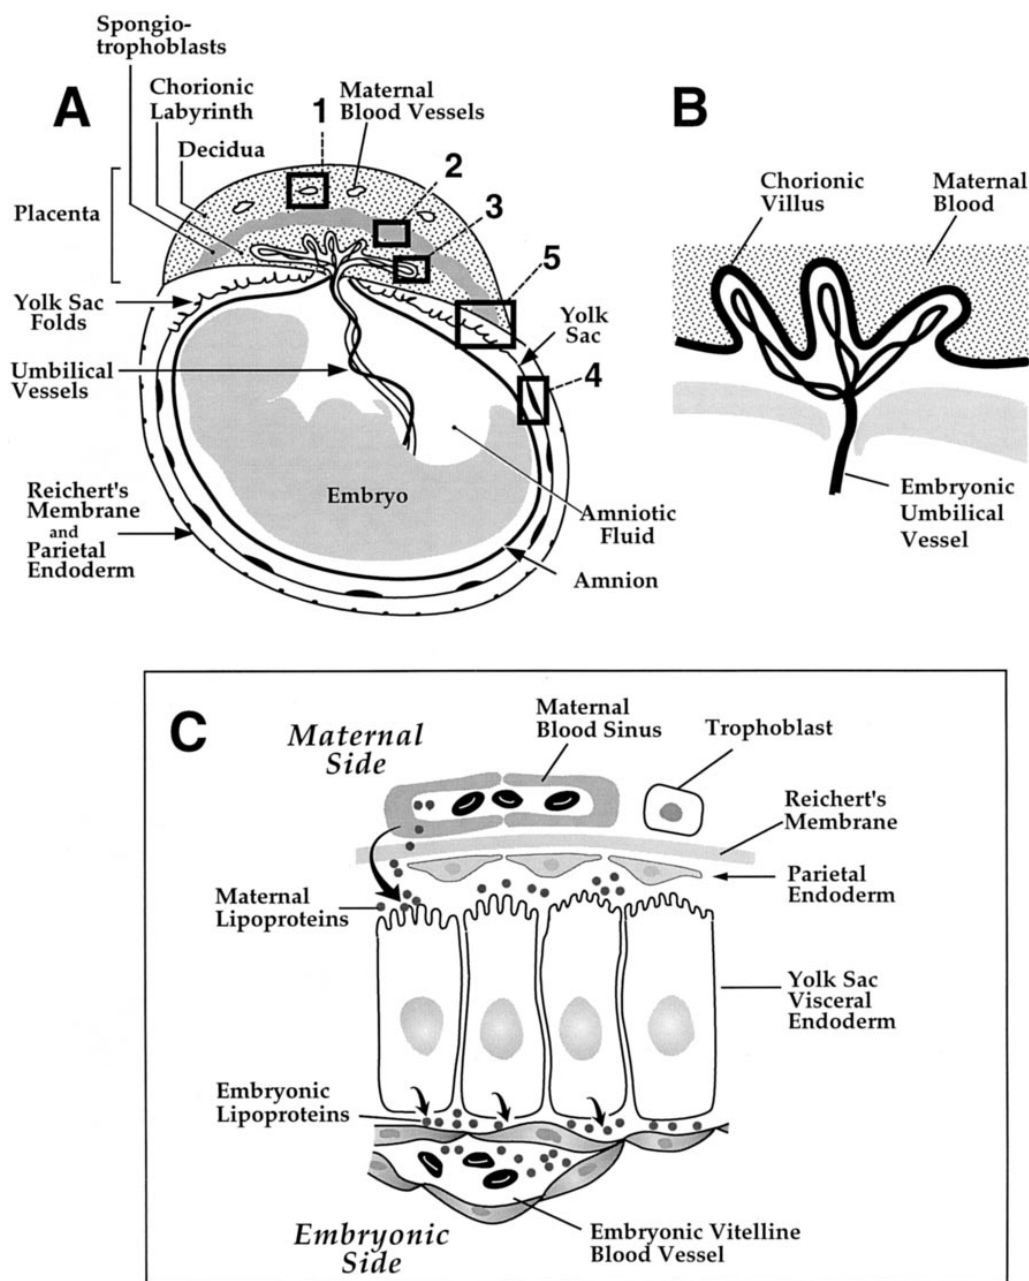 Spongio-
trophoblasts
A
Chorionic
Labyrinth
1
Maternal
Blood Vessels
Decidua
2
Placenta
3
5
Yolk Sac
Folds
Yolk
Sac
Umbilical
Vessels
4
Embryo
Reichert's
Membrane
and
Parietal
Endoderm
Amniotic
Fluid
Amnion
B
Chorionic
Villus
Maternal
Blood
Embryonic
Umbilical
Vessel
C
Maternal
Side
Maternal
Blood Sinus
Trophoblast
Reichert's
Membrane
Parietal
Endoderm
Maternal
Lipoproteins
Yolk Sac
Visceral
Endoderm
Embryonic
Lipoproteins
Embryonic
Side
Embryonic Vitelline
Blood Vessel